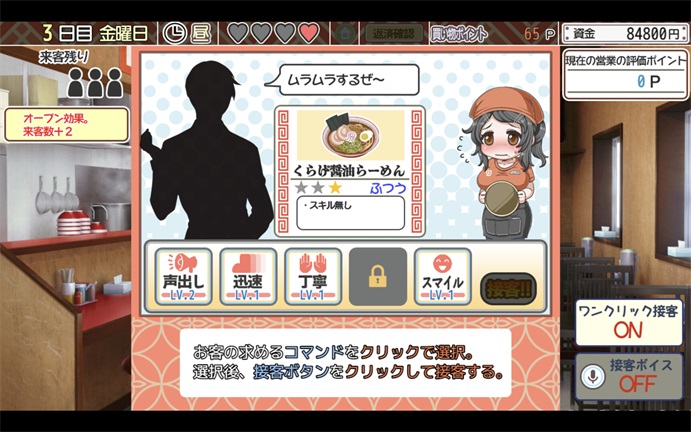 3日目 金曜日
昼
返済確認
買い物ポイント
65 P
資金 84800円
来客残り
現在の営業の評価ポイント
0 P
オープン効果。
来客数+2
ムラムラするぜ~
くらげ醤油らーめん
ふつう
・スキル無し
声出し
LV.2
迅速
LV.1
丁寧
LV.1
スマイル
LV.1
接客!!
ワンクリック接客
ON
お客の求めるコマンドをクリックで選択。
選択後、接客ボタンをクリックして接客する。
接客ボイス
OFF